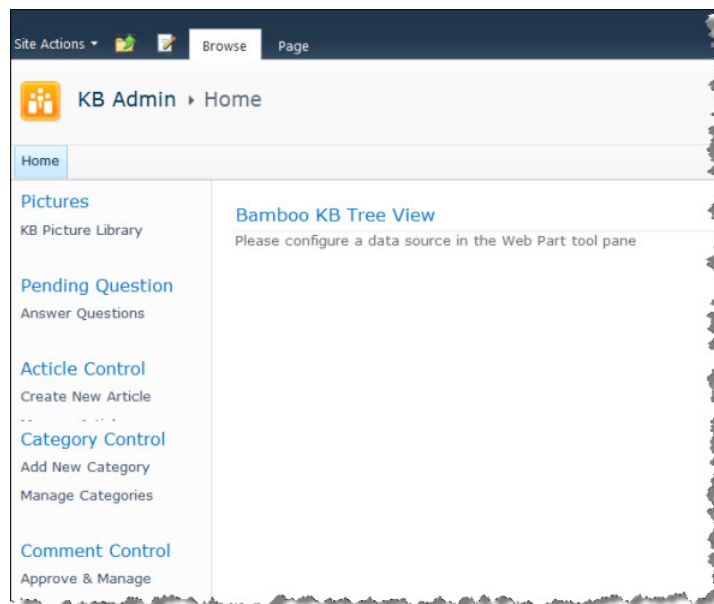 Site Actions
Browse
Page
KB Admin
Home
Home
Pictures
KB Picture Library
Bamboo KB Tree View
Please configure a data source in the Web Part tool pane
Pending Question
Answer Questions
Acticle Control
Create New Article
Category Control
Add New Category
Manage Categories
Comment Control
Approve & Manage